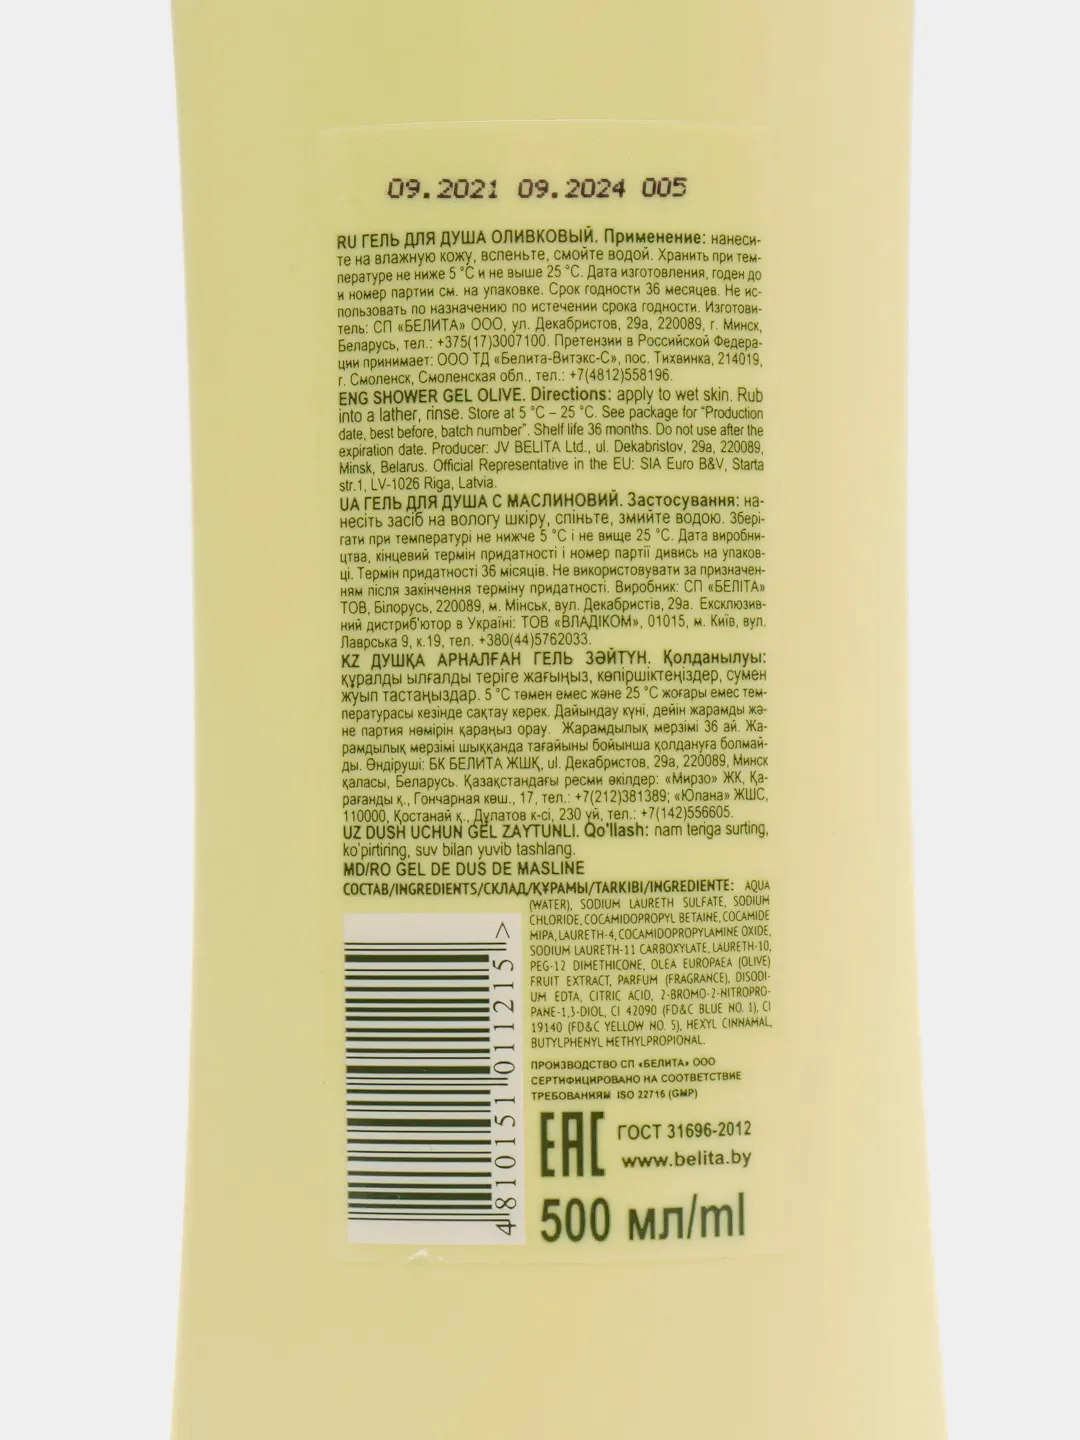 09.2021 09.2024 005
RU ГЕЛЬ ДЛЯ ДУША ОЛИВКОВЫЙ. Применение: нанеси-
те на влажную кожу, вспеньте, смойте водой. Хранить при тем-
пературе не ниже 5 °C и не выше 25 °C. Дата изготовления, годен до
и номер партии см. на упаковке. Срок годности 36 месяцев. Не ис-
пользовать по назначению по истечении срока годности. Изготови-
тель: СП «БЕЛИТА» ООО, ул. Декабристов, 29а, 220089, г. Минск,
Беларусь, тел.: +375(17)3007100. Претензии в Российской Федера-
ции принимает: ООО ТД «Белита-Витэкс-С», пос. Тихвинка, 214019,
г. Смоленск, Смоленская обл., тел.: +7(4812)558196.
ENG SHOWER GEL OLIVE. Directions: apply to wet skin. Rub
into a lather, rinse. Store at 5 °C – 25 °C. See package for “Production
date, best before, batch number”. Shelf life 36 months. Do not use after the
expiration date. Producer: JV BELITA Ltd., ul. Dekabristov, 29a, 220089,
Minsk, Belarus. Official Representative in the EU: SIA Euro B&V, Starta
str.1, LV-1026 Riga, Latvia.
UA ГЕЛЬ ДЛЯ ДУША С МАСЛИНОВИЙ. Застосування: на-
несіть засіб на вологу шкіру, спіньте, змийте водою. Збері-
гати при температурі не нижче 5 °C і не вище 25 °C. Дата виробни-
цтва, кінцевий термін придатності і номер партії дивись на упаков-
ці. Термін придатності 36 місяців. Не використовувати за призначен-
ням після закінчення терміну придатності. Виробник: СП «БЕЛІТА»
ТОВ, Білорусь, 220089, м. Мінськ, вул. Декабристів, 29а. Ексклюзив-
ний дистриб'ютор в Україні: ТОВ «ВЛАДІКОМ», 01015, м. Київ, вул.
Лаврська 9, к.19, тел. +380(44)5762033.
KZ ДУШҚА АРНАЛҒАН ГЕЛЬ ЗӘЙТҮН. Қолданылуы:
құралды ылғалды теріге жағыңыз, көпіршіктеңіздер, сумен
жуып тастаңыздар. 5 °C төмен емес және 25 °C жоғары емес тем-
пературасы кезінде сақтау керек. Дайындау күні, дейін жарамды жә-
не партия нөмірін қараңыз орау. Жарамдылық мерзімі 36 ай. Жа-
рамдылық мерзімі шыққанда тағайыны бойынша қолдануға болмай-
ды. Өндіруші: БК БЕЛИТА ЖШҚ, ul. Декабристов, 29а, 220089, Минск
қаласы, Беларусь. Қазақстандағы ресми өкілдер: «Мирзо» ЖК, Қа-
рағанды қ., Гончарная көш., 17, тел.: +7(212)381389; «Юлана» ЖШС,
110000, Қостанай қ., Дулатов к-сі, 230 үй, тел.: +7(142)556605.
UZ DUSH UCHUN GEL ZAYTUNLI. Qo'llash: nam teriga surting,
ko'pirtiring, suv bilan yuvib tashlang.
MD/RO GEL DE DUS DE MASLINE
СОСТАВ/INGREDIENTS/СКЛАД/ҚҰРАМЫ/TARKIBI/INGREDIENTE: AQUA
(WATER), SODIUM LAURETH SULFATE, SODIUM
CHLORIDE, COCAMIDOPROPYL BETAINE, COCAMIDE
MIPA, LAURETH-4, COCAMIDOPROPYLAMINE OXIDE,
SODIUM LAURETH-11 CARBOXYLATE, LAURETH-10,
PEG-12 DIMETHICONE, OLEA EUROPAEA (OLIVE)
FRUIT EXTRACT, PARFUM (FRAGRANCE), DISODI-
UM EDTA, CITRIC ACID, 2-BROMO-2-NITROPRO-
PANE-1,3-DIOL, CI 42090 (FD&C BLUE NO. 1), CI
19140 (FD&C YELLOW NO. 5), HEXYL CINNAMAL,
BUTYLPHENYL METHYLPROPIONAL.
ПРОИЗВОДСТВО СП «БЕЛИТА» ООО
СЕРТИФИЦИРОВАНО НА СООТВЕТСТВИЕ
ТРЕБОВАНИЯМ ISO 22716 (GMP)
EAC
ГОСТ 31696-2012
www.belita.by
500 мл/ml
4 810151 011215 >